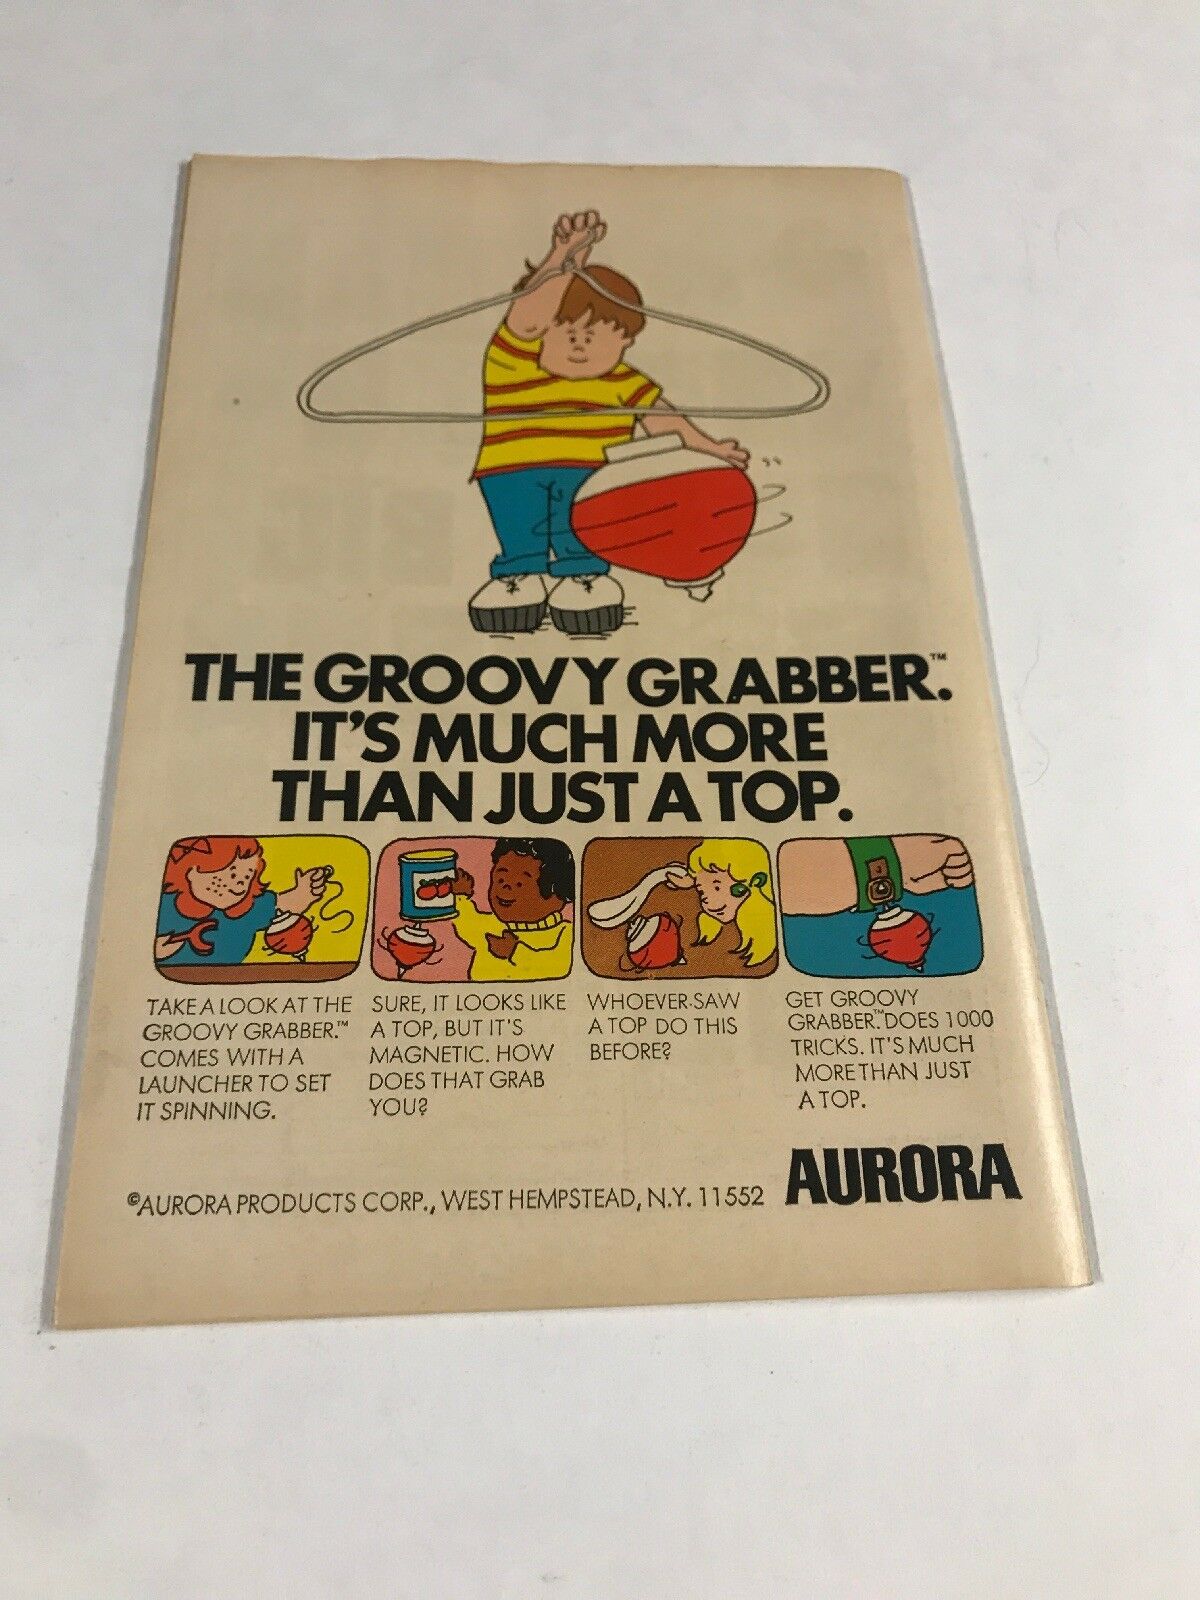 THE GROOVY GRABBER.™
IT'S MUCH MORE
THAN JUST A TOP.
TAKE A LOOK AT THE
GROOVY GRABBER.™
COMES WITH A
LAUNCHER TO SET
IT SPINNING.
SURE, IT LOOKS LIKE
A TOP, BUT IT'S
MAGNETIC. HOW
DOES THAT GRAB
YOU?
WHOEVER SAW
A TOP DO THIS
BEFORE?
GET GROOVY
GRABBER.™ DOES 1000
TRICKS. IT'S MUCH
MORE THAN JUST
A TOP.
©AURORA PRODUCTS CORP., WEST HEMPSTEAD, N.Y. 11552
AURORA